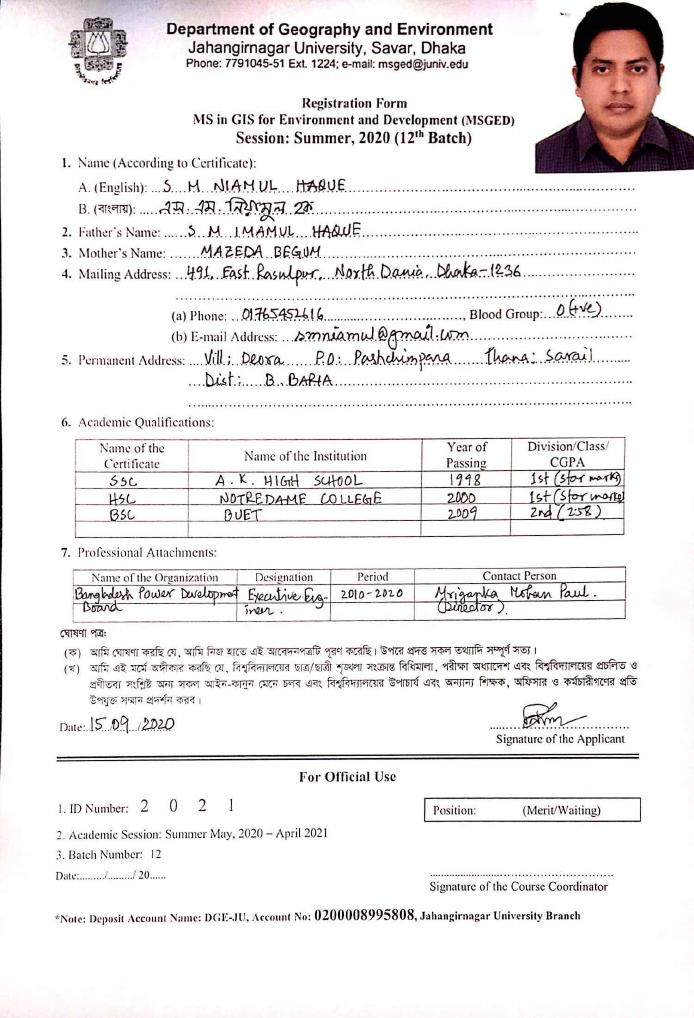 Department of Geography and Environment
Jahangirnagar University, Savar, Dhaka
Phone: 7791045-51 Ext. 1224; e-mail: msged@juniv.edu
Registration Form
MS in GIS for Environment and Development (MSGED)
Session: Summer, 2020 (12th Batch)
1. Name (According to Certificate):
A. (English): S M NIAMUL HAQUE
B. (বাংলায়): এস. এম. নিয়ামুল হক
2. Father's Name: S M IMAMUL HAQUE
3. Mother's Name: MAZEDA BEGUM
4. Mailing Address: 491, East Rasulpur, North Dania, Dhaka-1236
(a) Phone: 01765452616, Blood Group: O(+ve)
(b) E-mail Address: smniamul@gmail.com
5. Permanent Address: Vill: Deora P.O: Pashchimpara Thana: Sarail
Dist: B. BARIA
6. Academic Qualifications:
Name of the Certificate Name of the Institution Year of Passing Division/Class/ CGPA
SSC A. K. HIGH SCHOOL 1998 1st (star marks)
HSC NOTREDAME COLLEGE 2000 1st (star marks)
BSC BUET 2009 2nd (2.58)
7. Professional Attachments:
Name of the Organization Designation Period Contact Person
Bangladesh Power Development Executive Eng- 2010-2020 Mriganka Mohan Paul.
Board ineer. (Director).
ঘোষণা পত্র:
(ক) আমি ঘোষণা করছি যে, আমি নিজ হাতে এই আবেদনপত্রটি পূরণ করেছি। উপরে প্রদত্ত সকল তথ্যাদি সম্পূর্ণ সত্য।
(খ) আমি এই মর্মে অঙ্গীকার করছি যে, বিশ্ববিদ্যালয়ের ছাত্র/ছাত্রী শৃঙ্খলা সংক্রান্ত বিধিমালা, পরীক্ষা অধ্যাদেশ এবং বিশ্ববিদ্যালয়ের প্রচলিত ও
প্রণীতব্য সংশ্লিষ্ট অন্য সকল আইন-কানুন মেনে চলব এবং বিশ্ববিদ্যালয়ের উপাচার্য এবং অন্যান্য শিক্ষক, অফিসার ও কর্মচারীগণের প্রতি
উপযুক্ত সম্মান প্রদর্শন করব।
Date: 15/09/2020
Signature of the Applicant
For Official Use
1. ID Number: 2 0 2 1
Position: (Merit/Waiting)
2. Academic Session: Summer May, 2020 – April 2021
3. Batch Number: 12
Date:........./........./ 20......
Signature of the Course Coordinator
*Note: Deposit Account Name: DGE-JU, Account No: 0200008995808, Jahangirnagar University Branch